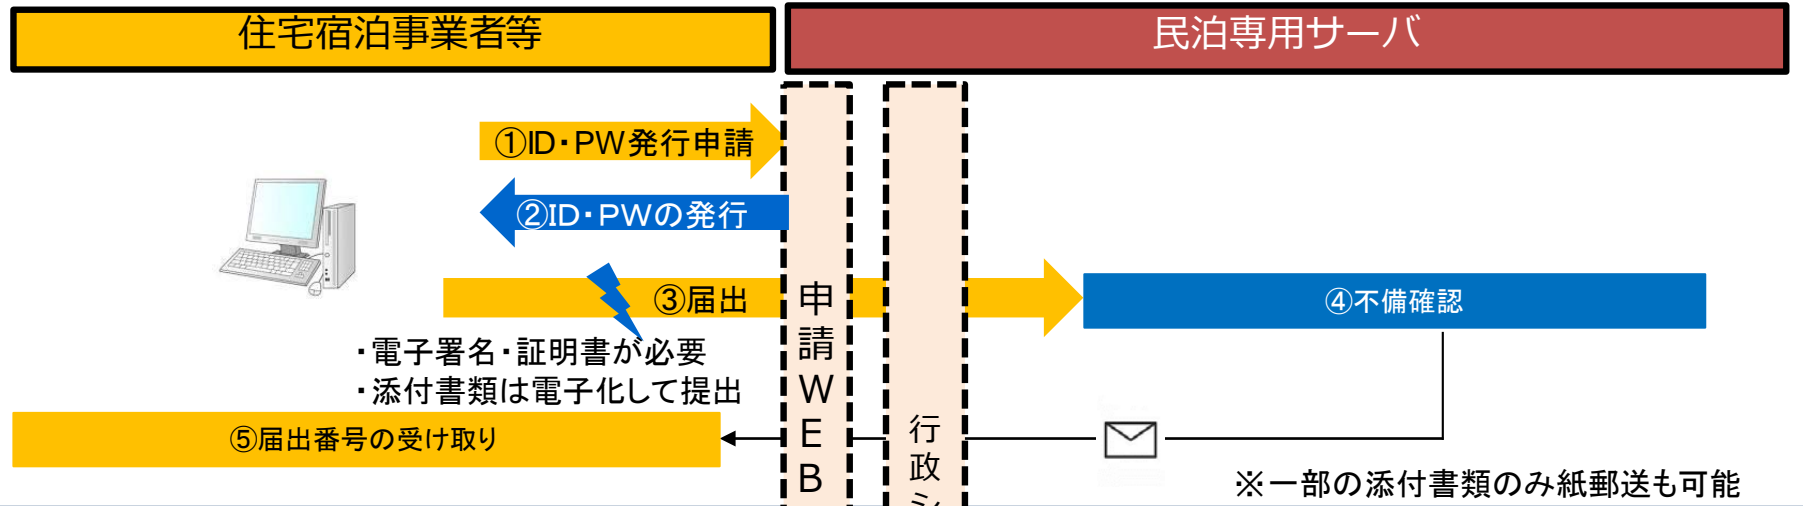 住宅宿泊事業者等
民泊専用サーバ
①ID・PW発行申請
②ID・PWの発行
③届出
④不備確認
・電子署名・証明書が必要
・添付書類は電子化して提出
⑤届出番号の受け取り
申請WEB
行政シ
※一部の添付書類のみ紙郵送も可能